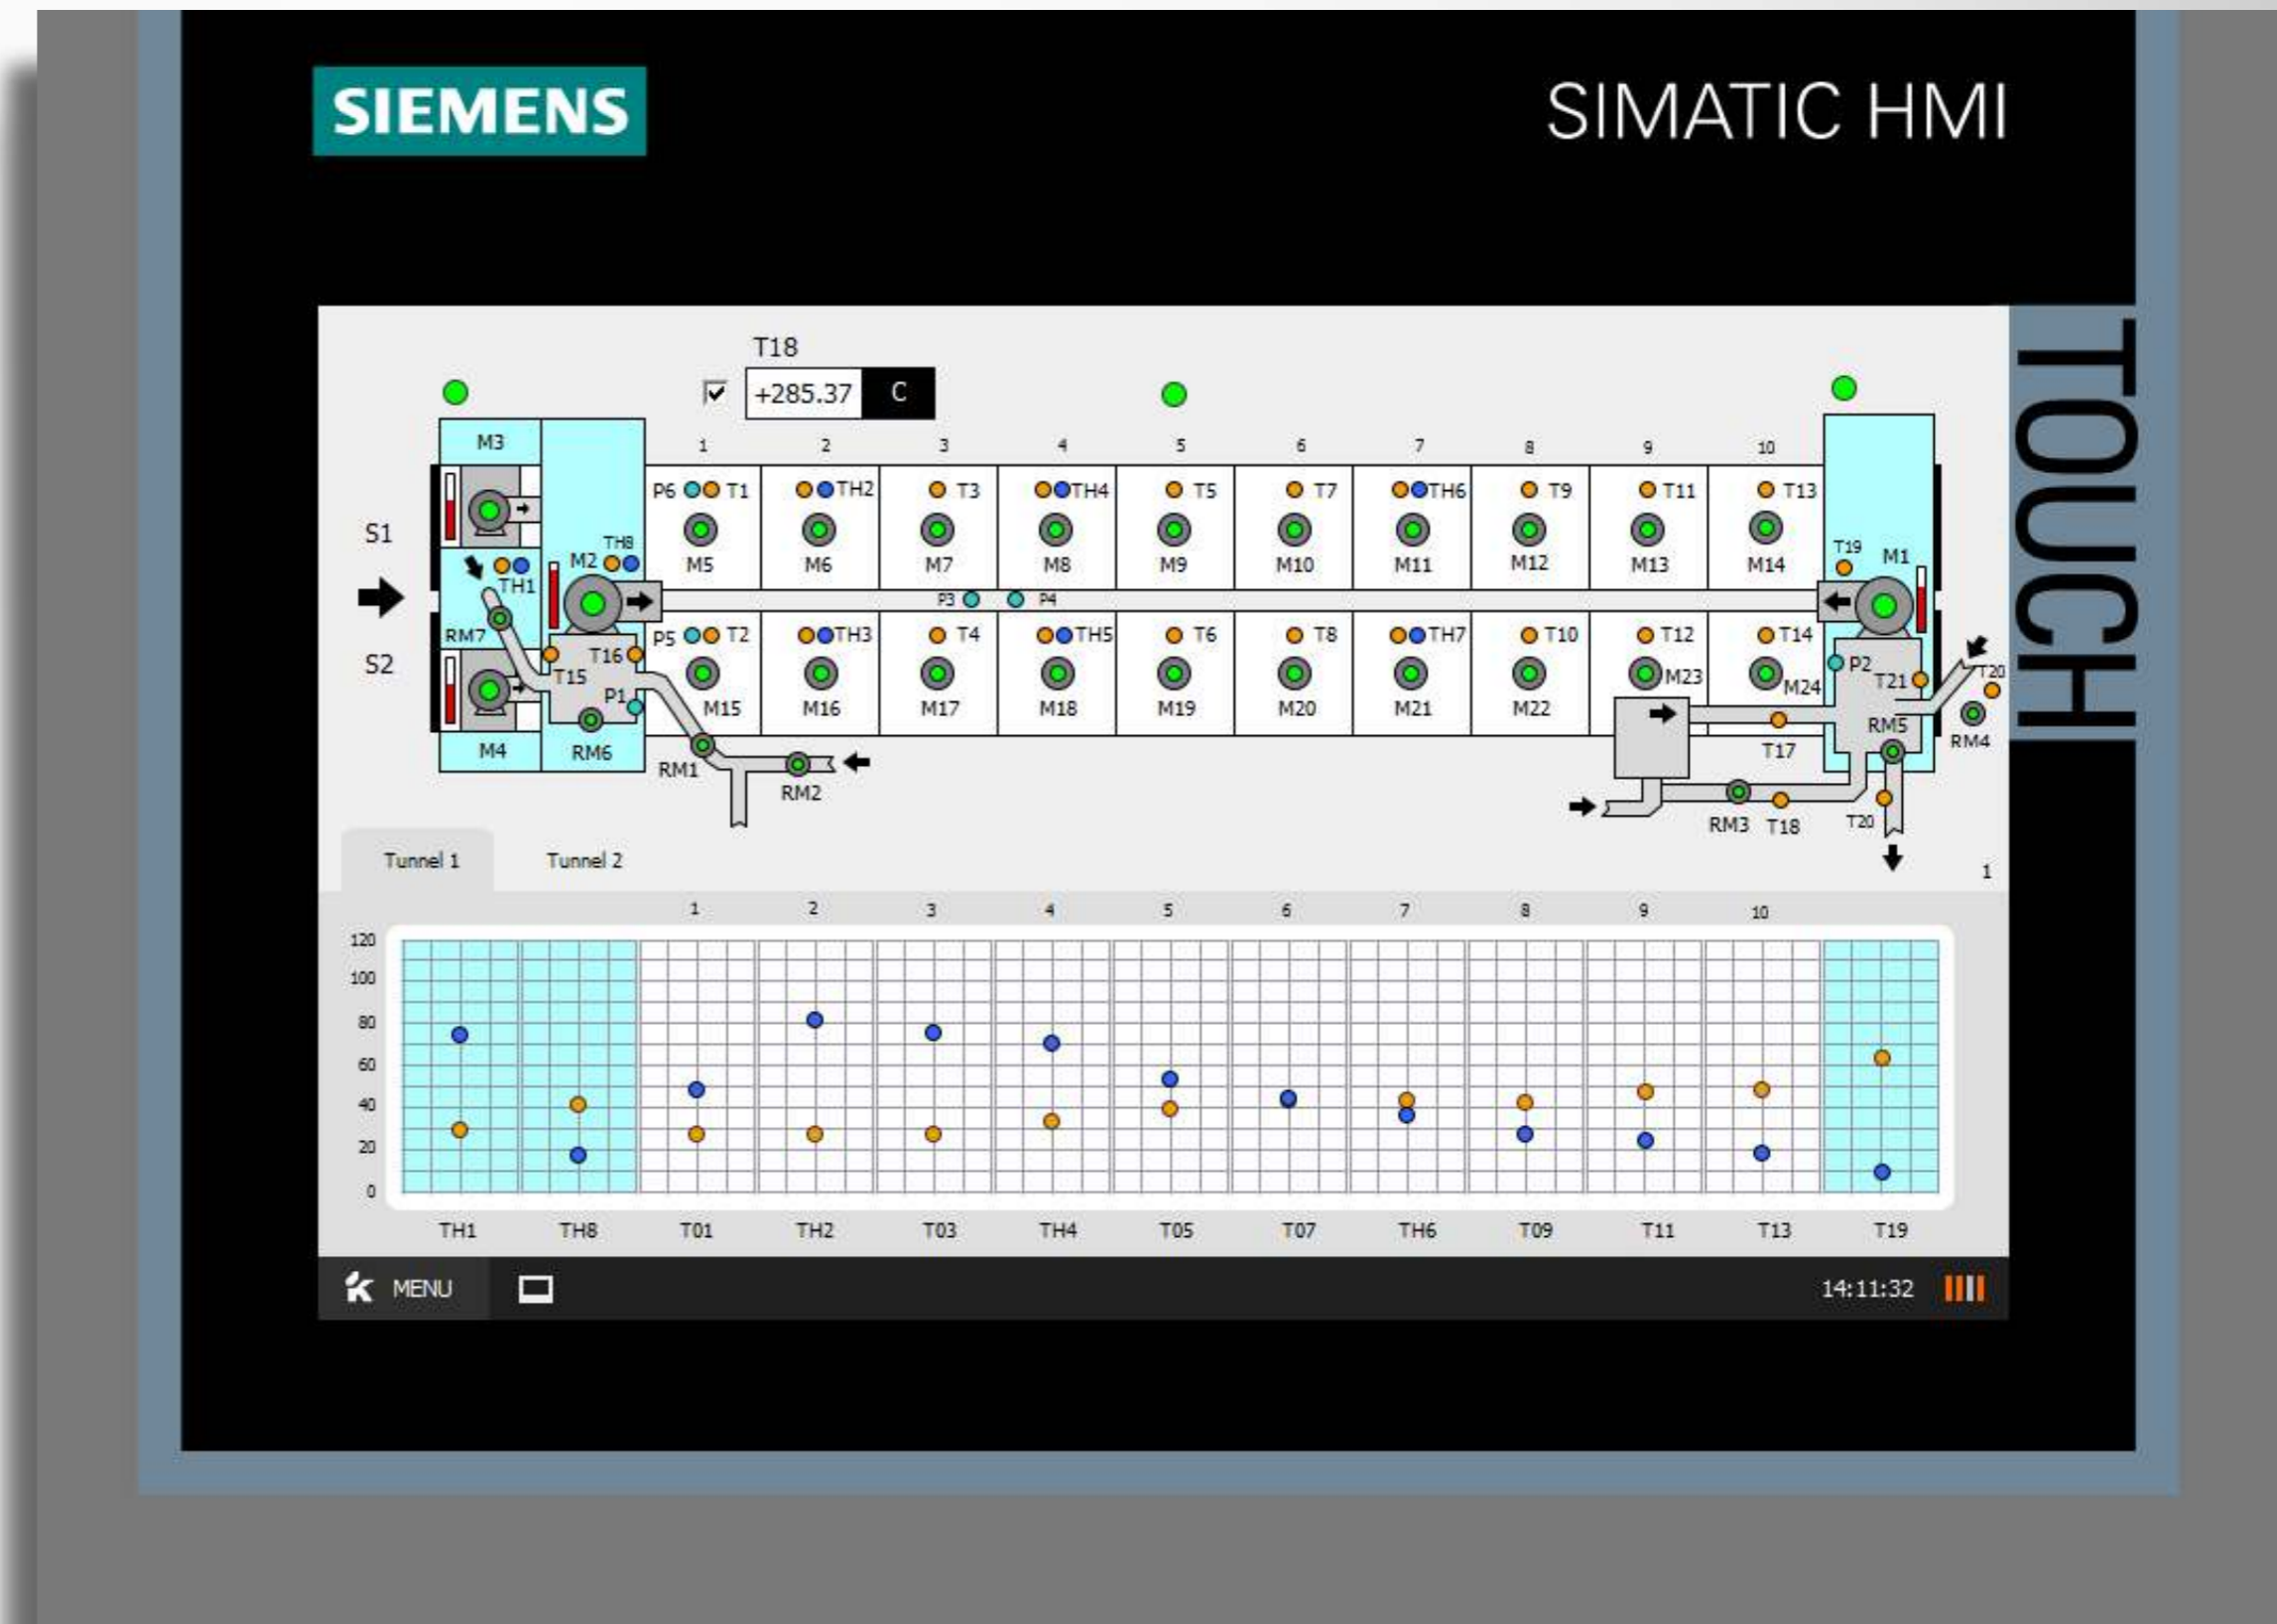 SIEMENS
SIMATIC HMI
TOUCH
T18
+285.37 C
M3
1 2 3 4 5 6 7 8 9 10
P6 T1 TH2 T3 TH4 T5 T7 TH6 T9 T11 T13
S1
TH8
M2
T19 M1
M5 M6 M7 M8 M9 M10 M11 M12 M13 M14
TH1
P3 P4
RM7
P5 T2 TH3 T4 TH5 T6 T8 TH7 T10 T12 T14
S2
T16
T15
P1
P2
T21
T20
M23
M24
M15 M16 M17 M18 M19 M20 M21 M22
RM5
RM4
M4
RM6
RM1
RM2
T17
RM3 T18 T20
Tunnel 1 Tunnel 2
1
1 2 3 4 5 6 7 8 9 10
120
100
80
60
40
20
0
TH1 TH8 T01 TH2 T03 TH4 T05 T07 TH6 T09 T11 T13 T19
MENU
14:11:32